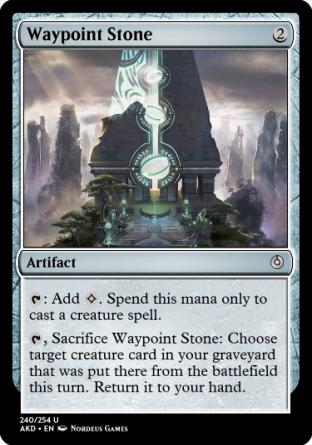 Waypoint Stone 2
Artifact
: Add . Spend this mana only to
cast a creature spell.
, Sacrifice Waypoint Stone: Choose
target creature card in your graveyard
that was put there from the battlefield
this turn. Return it to your hand.
240/254 U
AKD • EN Nordeus Games